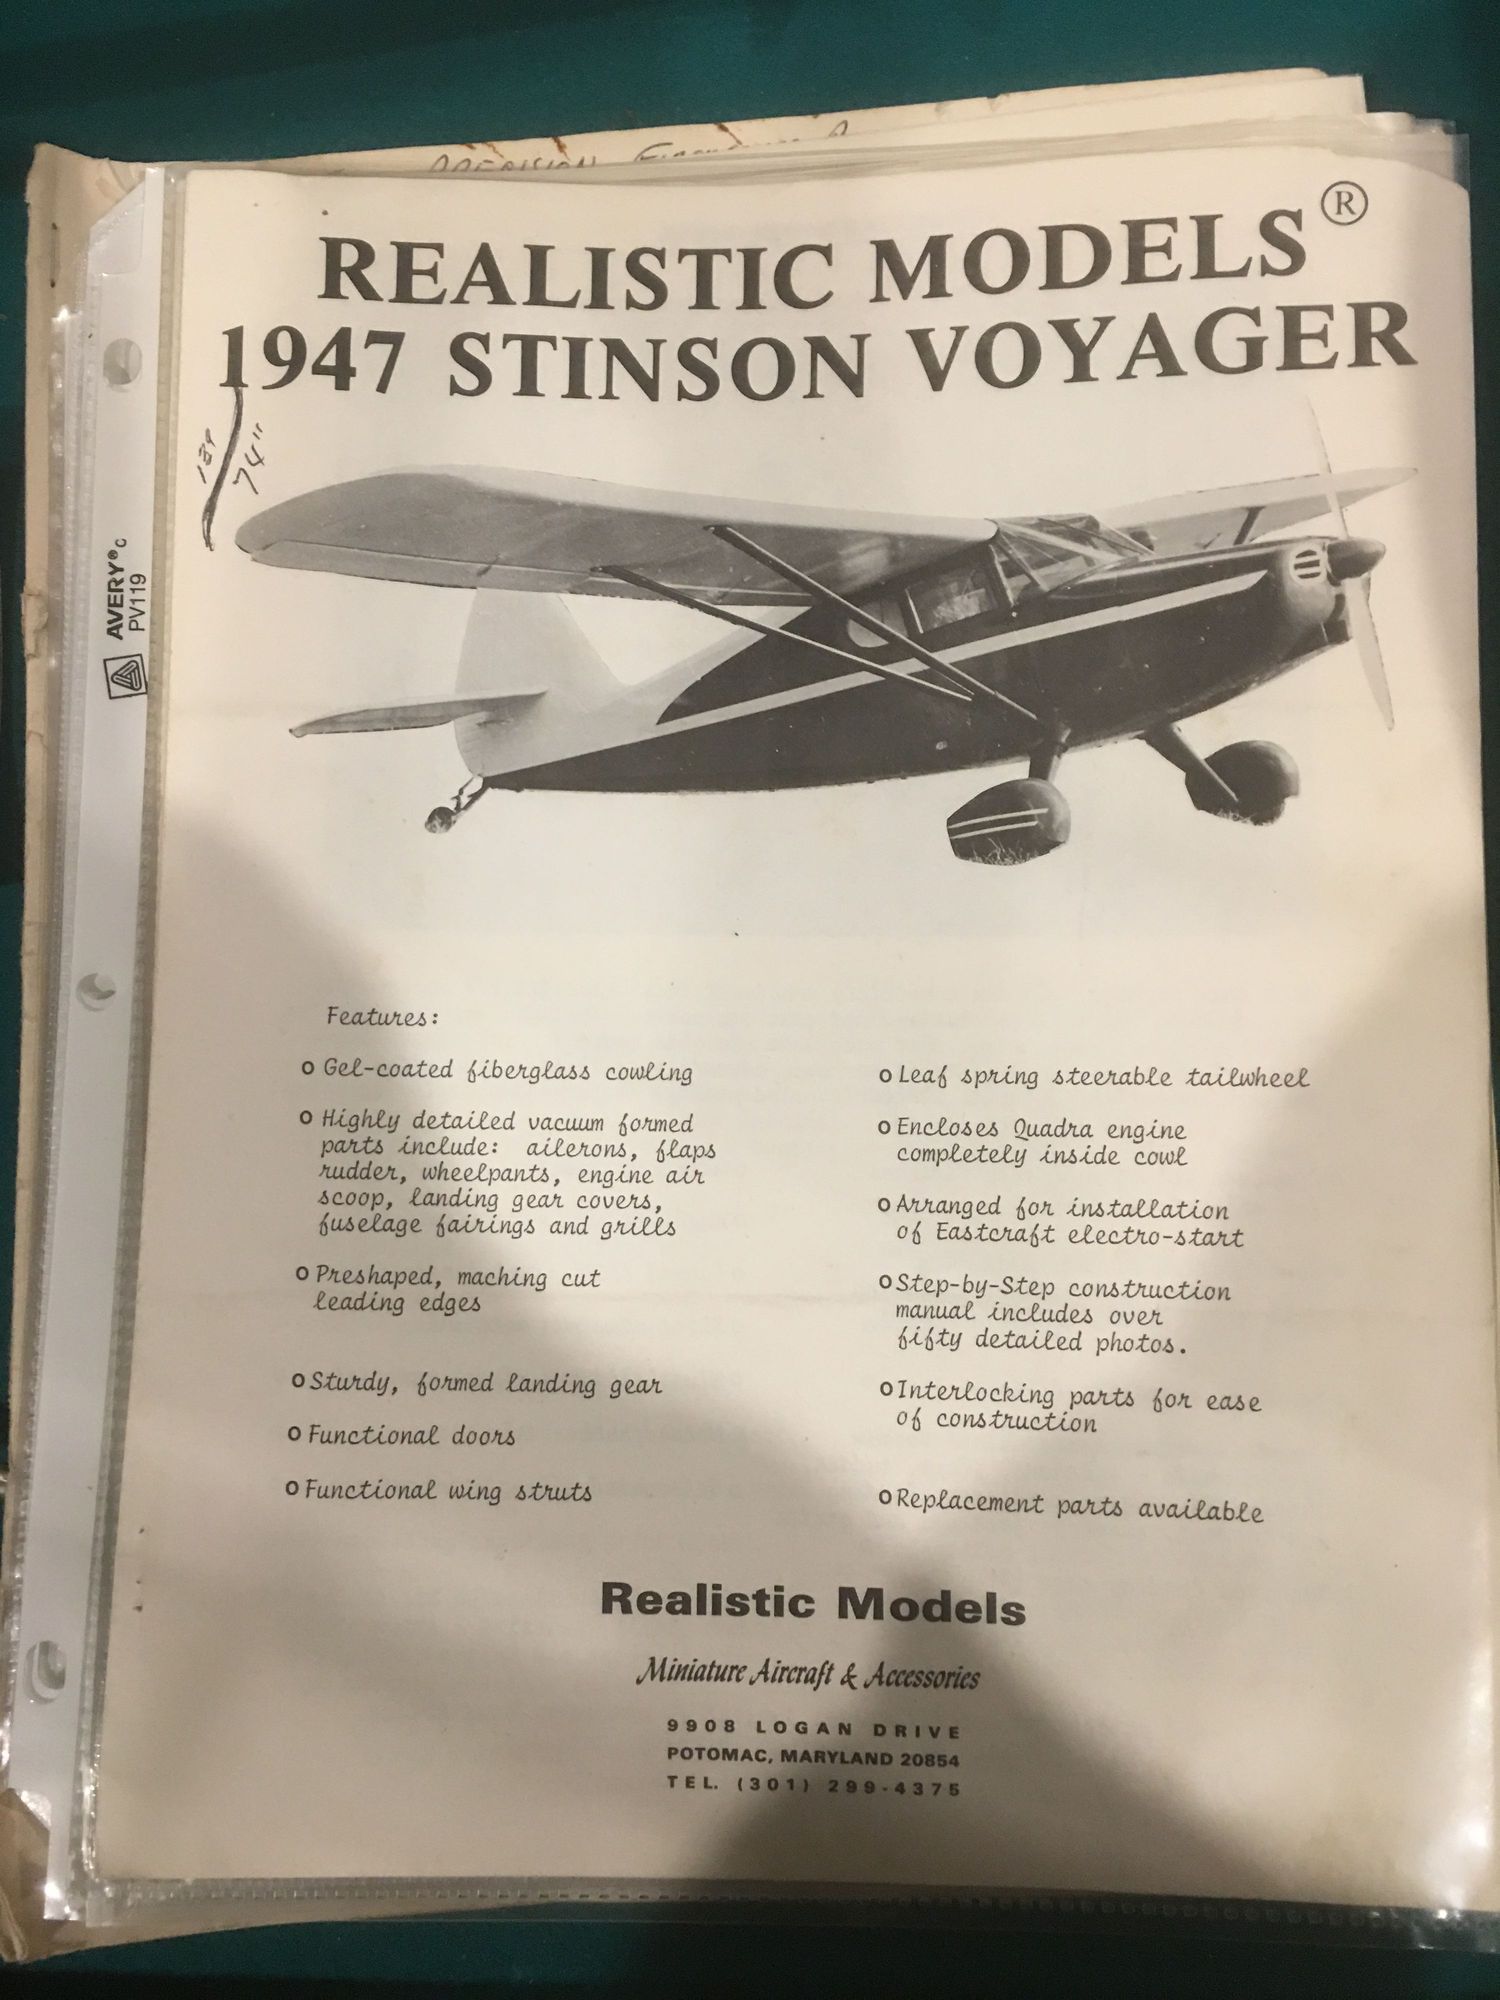 PRECISION
REALISTIC MODELS®
1947 STINSON VOYAGER
74"
AVERY® c
PV119
Features:
o Gel-coated fiberglass cowling
o Highly detailed vacuum formed
parts include: ailerons, flaps
rudder, wheelpants, engine air
scoop, landing gear covers,
fuselage fairings and grills
o Preshaped, maching cut
leading edges
o Sturdy, formed landing gear
o Functional doors
o Functional wing struts
o Leaf spring steerable tailwheel
o Encloses Quadra engine
completely inside cowl
o Arranged for installation
of Eastcraft electro-start
o Step-by-Step construction
manual includes over
fifty detailed photos.
o Interlocking parts for ease
of construction
o Replacement parts available
Realistic Models
Miniature Aircraft & Accessories
9908 LOGAN DRIVE
POTOMAC, MARYLAND 20854
TEL. (301) 299-4375